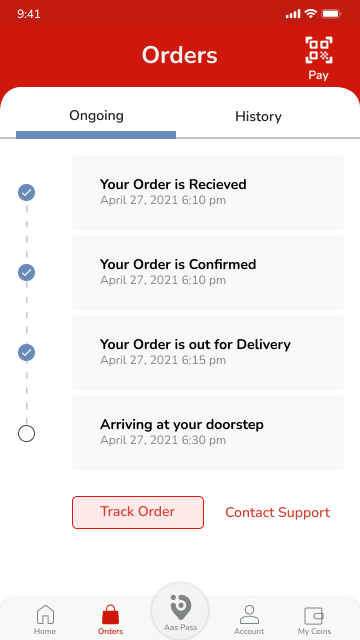 9:41
Orders
Pay
Ongoing
History
Your Order is Recieved
April 27, 2021 6:10 pm
Your Order is Confirmed
April 27, 2021 6:10 pm
Your Order is out for Delivery
April 27, 2021 6:15 pm
Arriving at your doorstep
April 27, 2021 6:30 pm
Track Order
Contact Support
Home
Orders
Aas Pass
Account
My Coins